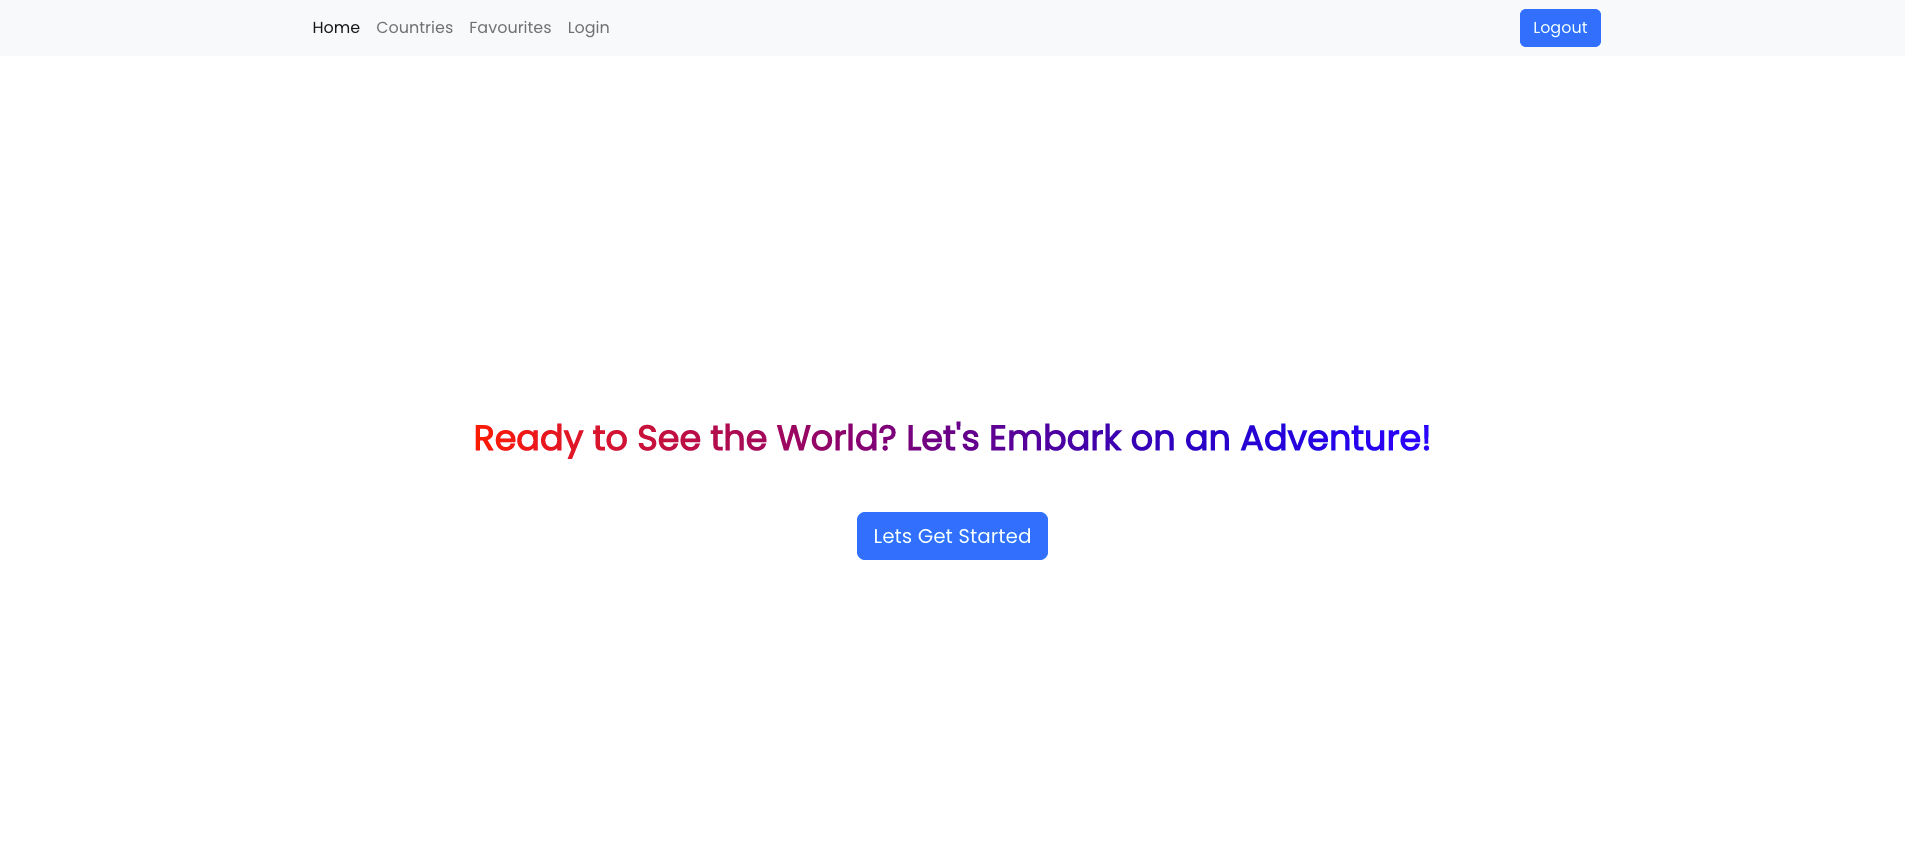 Home Countries Favourites Login Logout
Ready to See the World? Let's Embark on an Adventure!
Lets Get Started